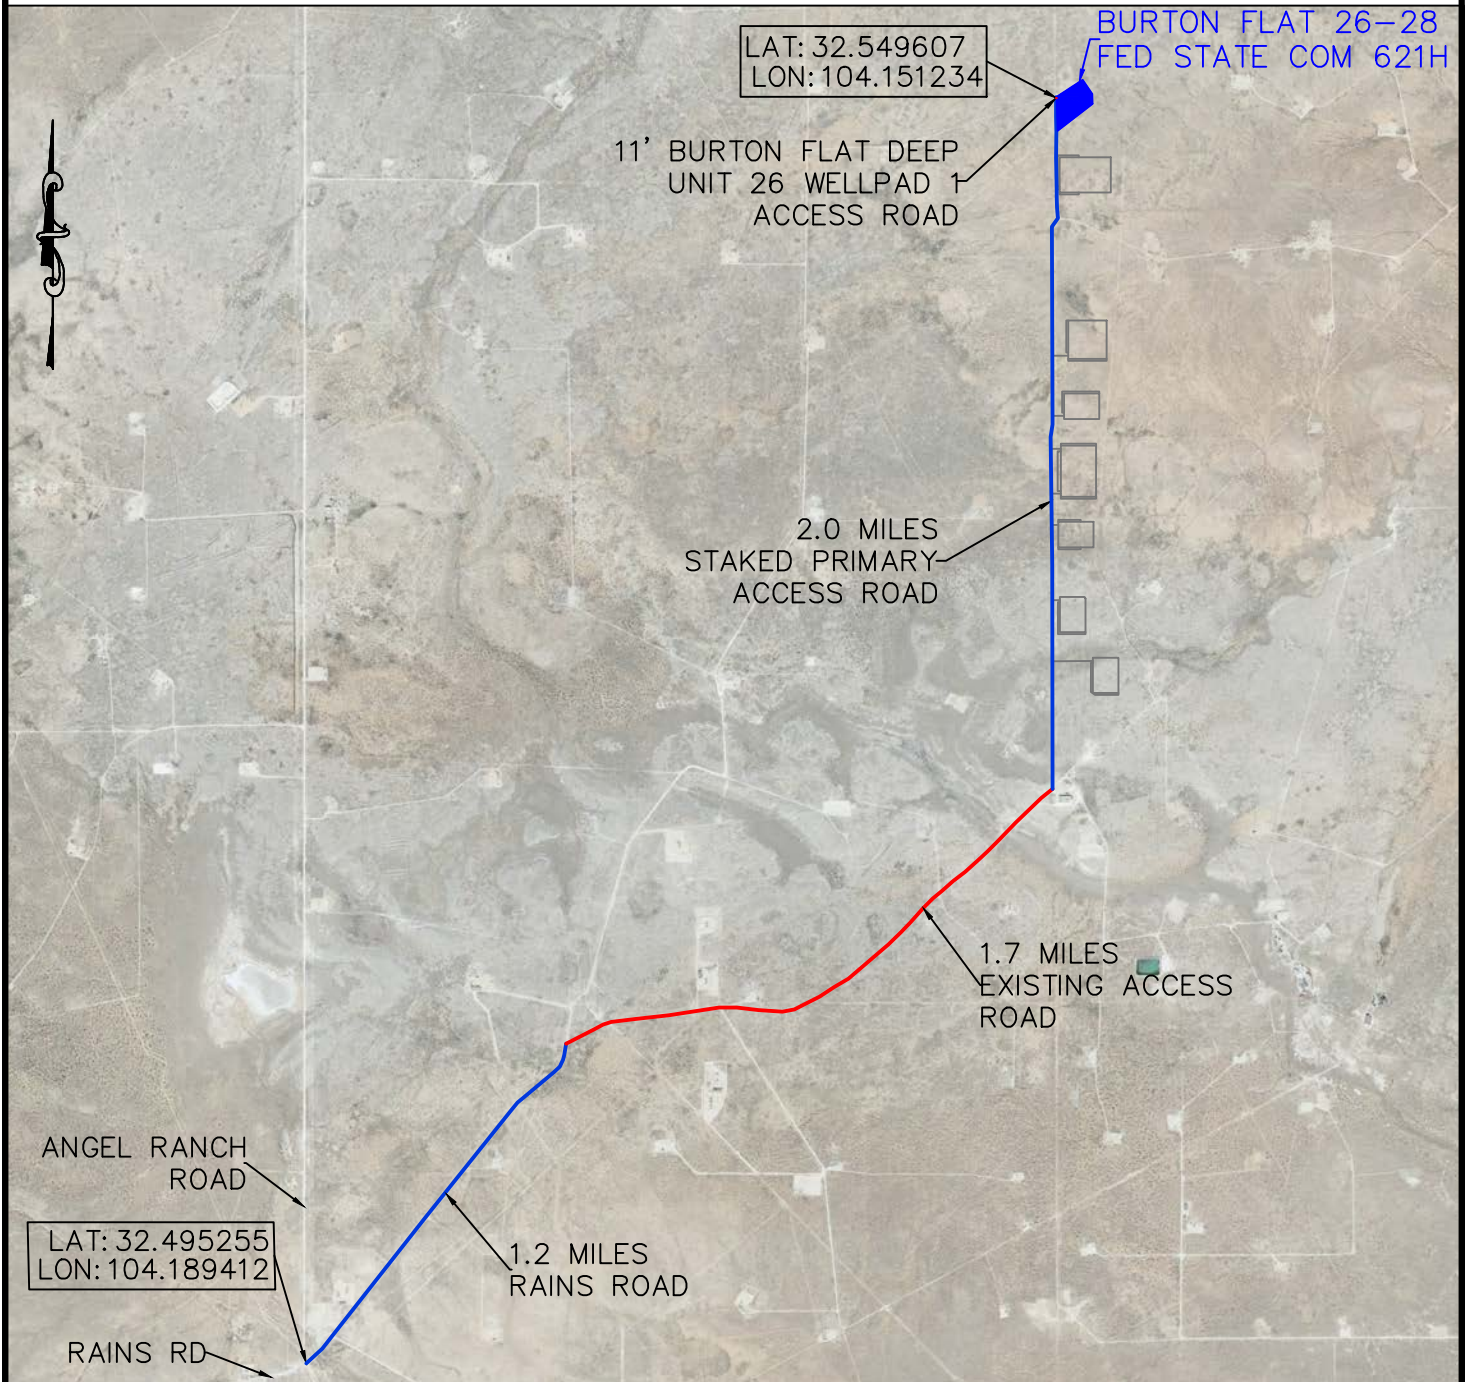 BURTON FLAT 26-28
FED STATE COM 621H
LAT: 32.549607
LON: 104.151234
11' BURTON FLAT DEEP
UNIT 26 WELLPAD 1
ACCESS ROAD
2.0 MILES
STAKED PRIMARY
ACCESS ROAD
1.7 MILES
EXISTING ACCESS
ROAD
ANGEL RANCH
ROAD
LAT: 32.495255
LON: 104.189412
1.2 MILES
RAINS ROAD
RAINS RD